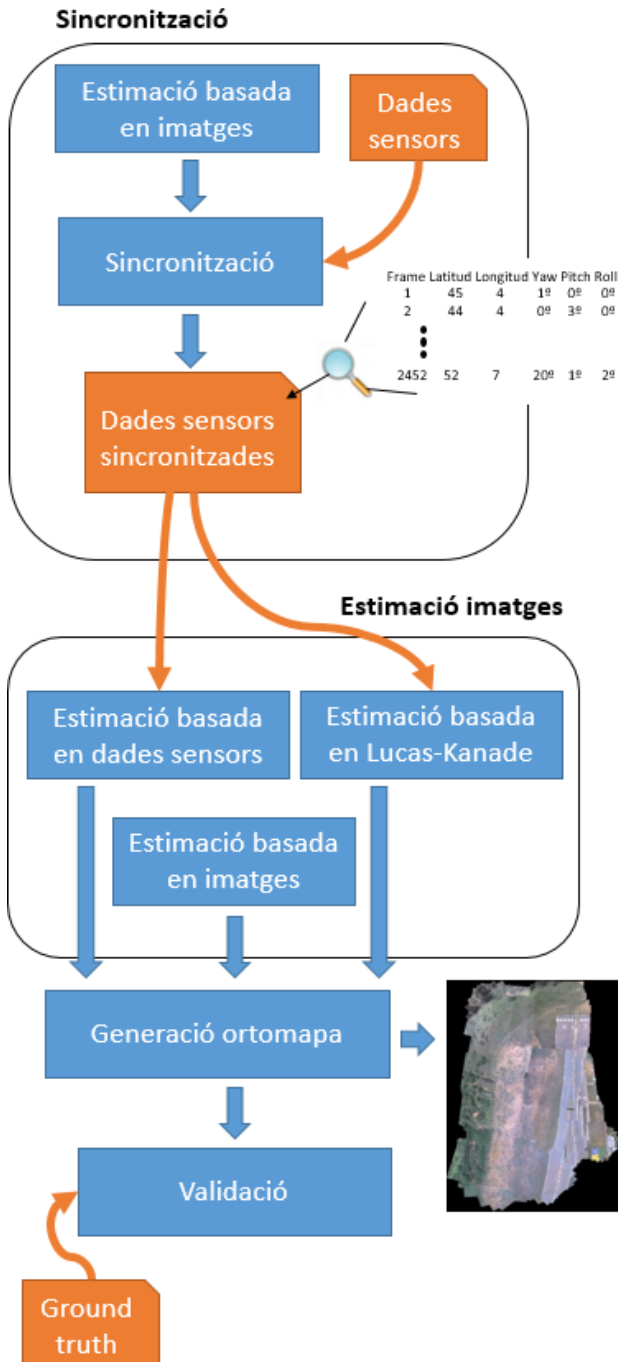 Sincronització
Estimació basada
en imatges
Dades
sensors
Sincronització
Frame Latitud Longitud Yaw Pitch Roll
1 45 4 1º 0º 0º
2 44 4 0º 3º 0º
2452 52 7 20º 1º 2º
Dades sensors
sincronitzades
Estimació imatges
Estimació basada
en dades sensors
Estimació basada
en Lucas-Kanade
Estimació basada
en imatges
Generació ortomapa
Validació
Ground
truth